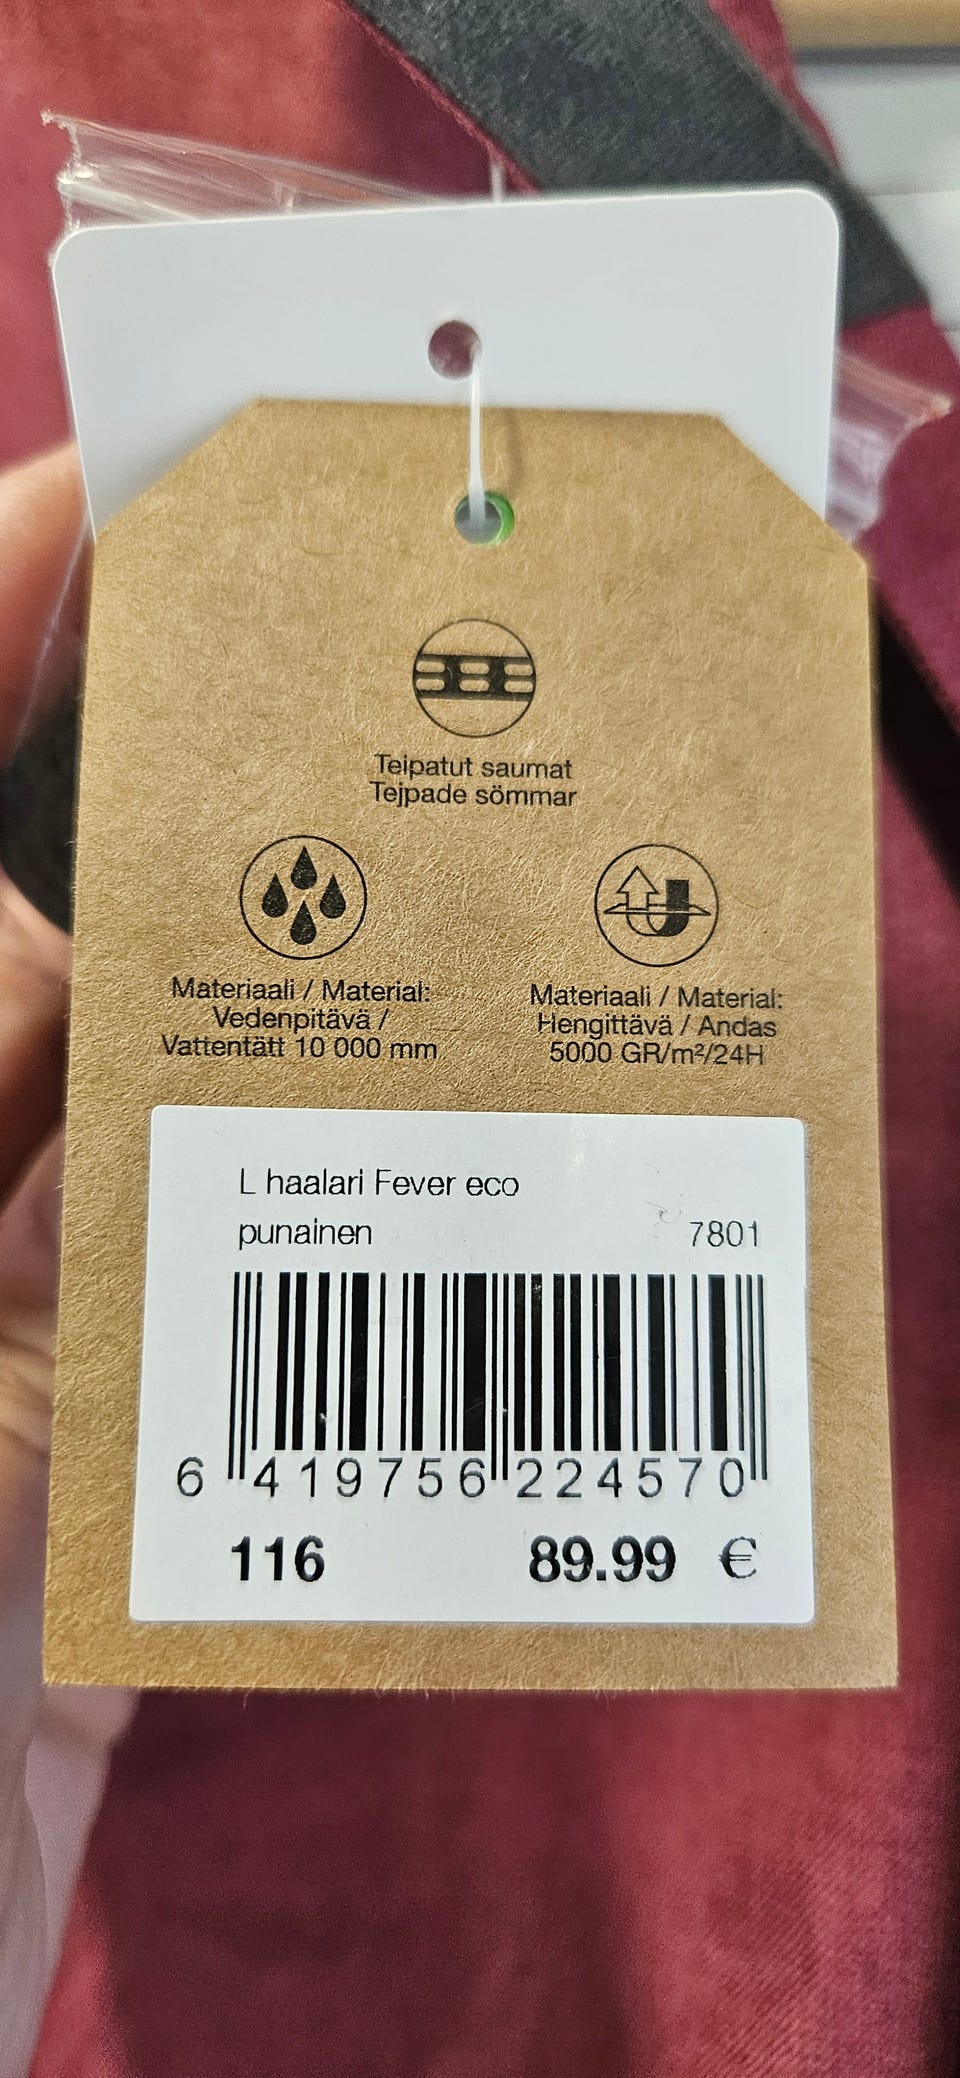 Teipatut saumat
Tejpade sömmar
Materiaali / Material:
Vedenpitävä /
Vattentätt 10 000 mm
Materiaali / Material:
Hengittävä / Andas
5000 GR/m²/24H
L haalari Fever eco
punainen 7801
6 419756 224570
116 89.99 €